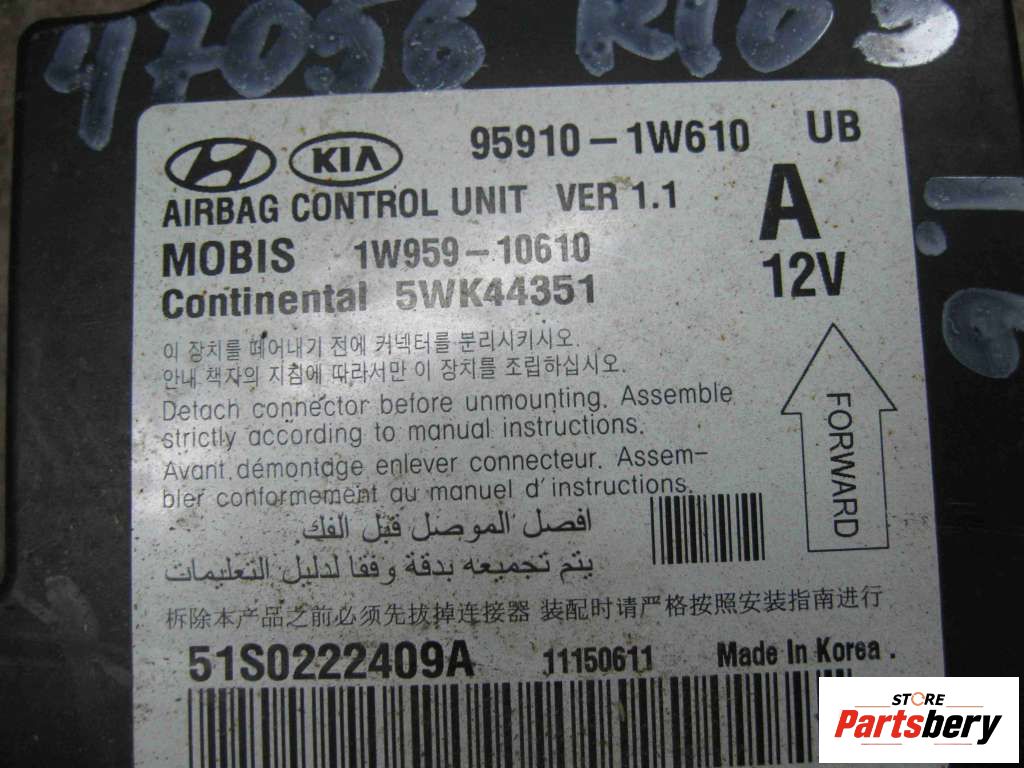 47056 RIO3
KIA 95910-1W610 UB
AIRBAG CONTROL UNIT VER 1.1 A
MOBIS 1W959-10610
Continental 5WK44351 12V
이 장치를 떼어내기 전에 커넥터를 분리시키시오.
안내 책자의 지침에 따라서만 이 장치를 조립하십시오.
Detach connector before unmounting. Assemble
strictly according to manual instructions.
Avant démontage enlever connecteur. Assem-
bler conformement au manuel d'instructions.
FORWARD
افصل الموصل قبل الفك
يتم تجميعه بدقة وفقا لدليل التعليمات
拆除本产品之前必须先拔掉连接器 装配时请严格按照安装指南进行
51S0222409A 11150611 Made In Korea .
STORE
Partsbery